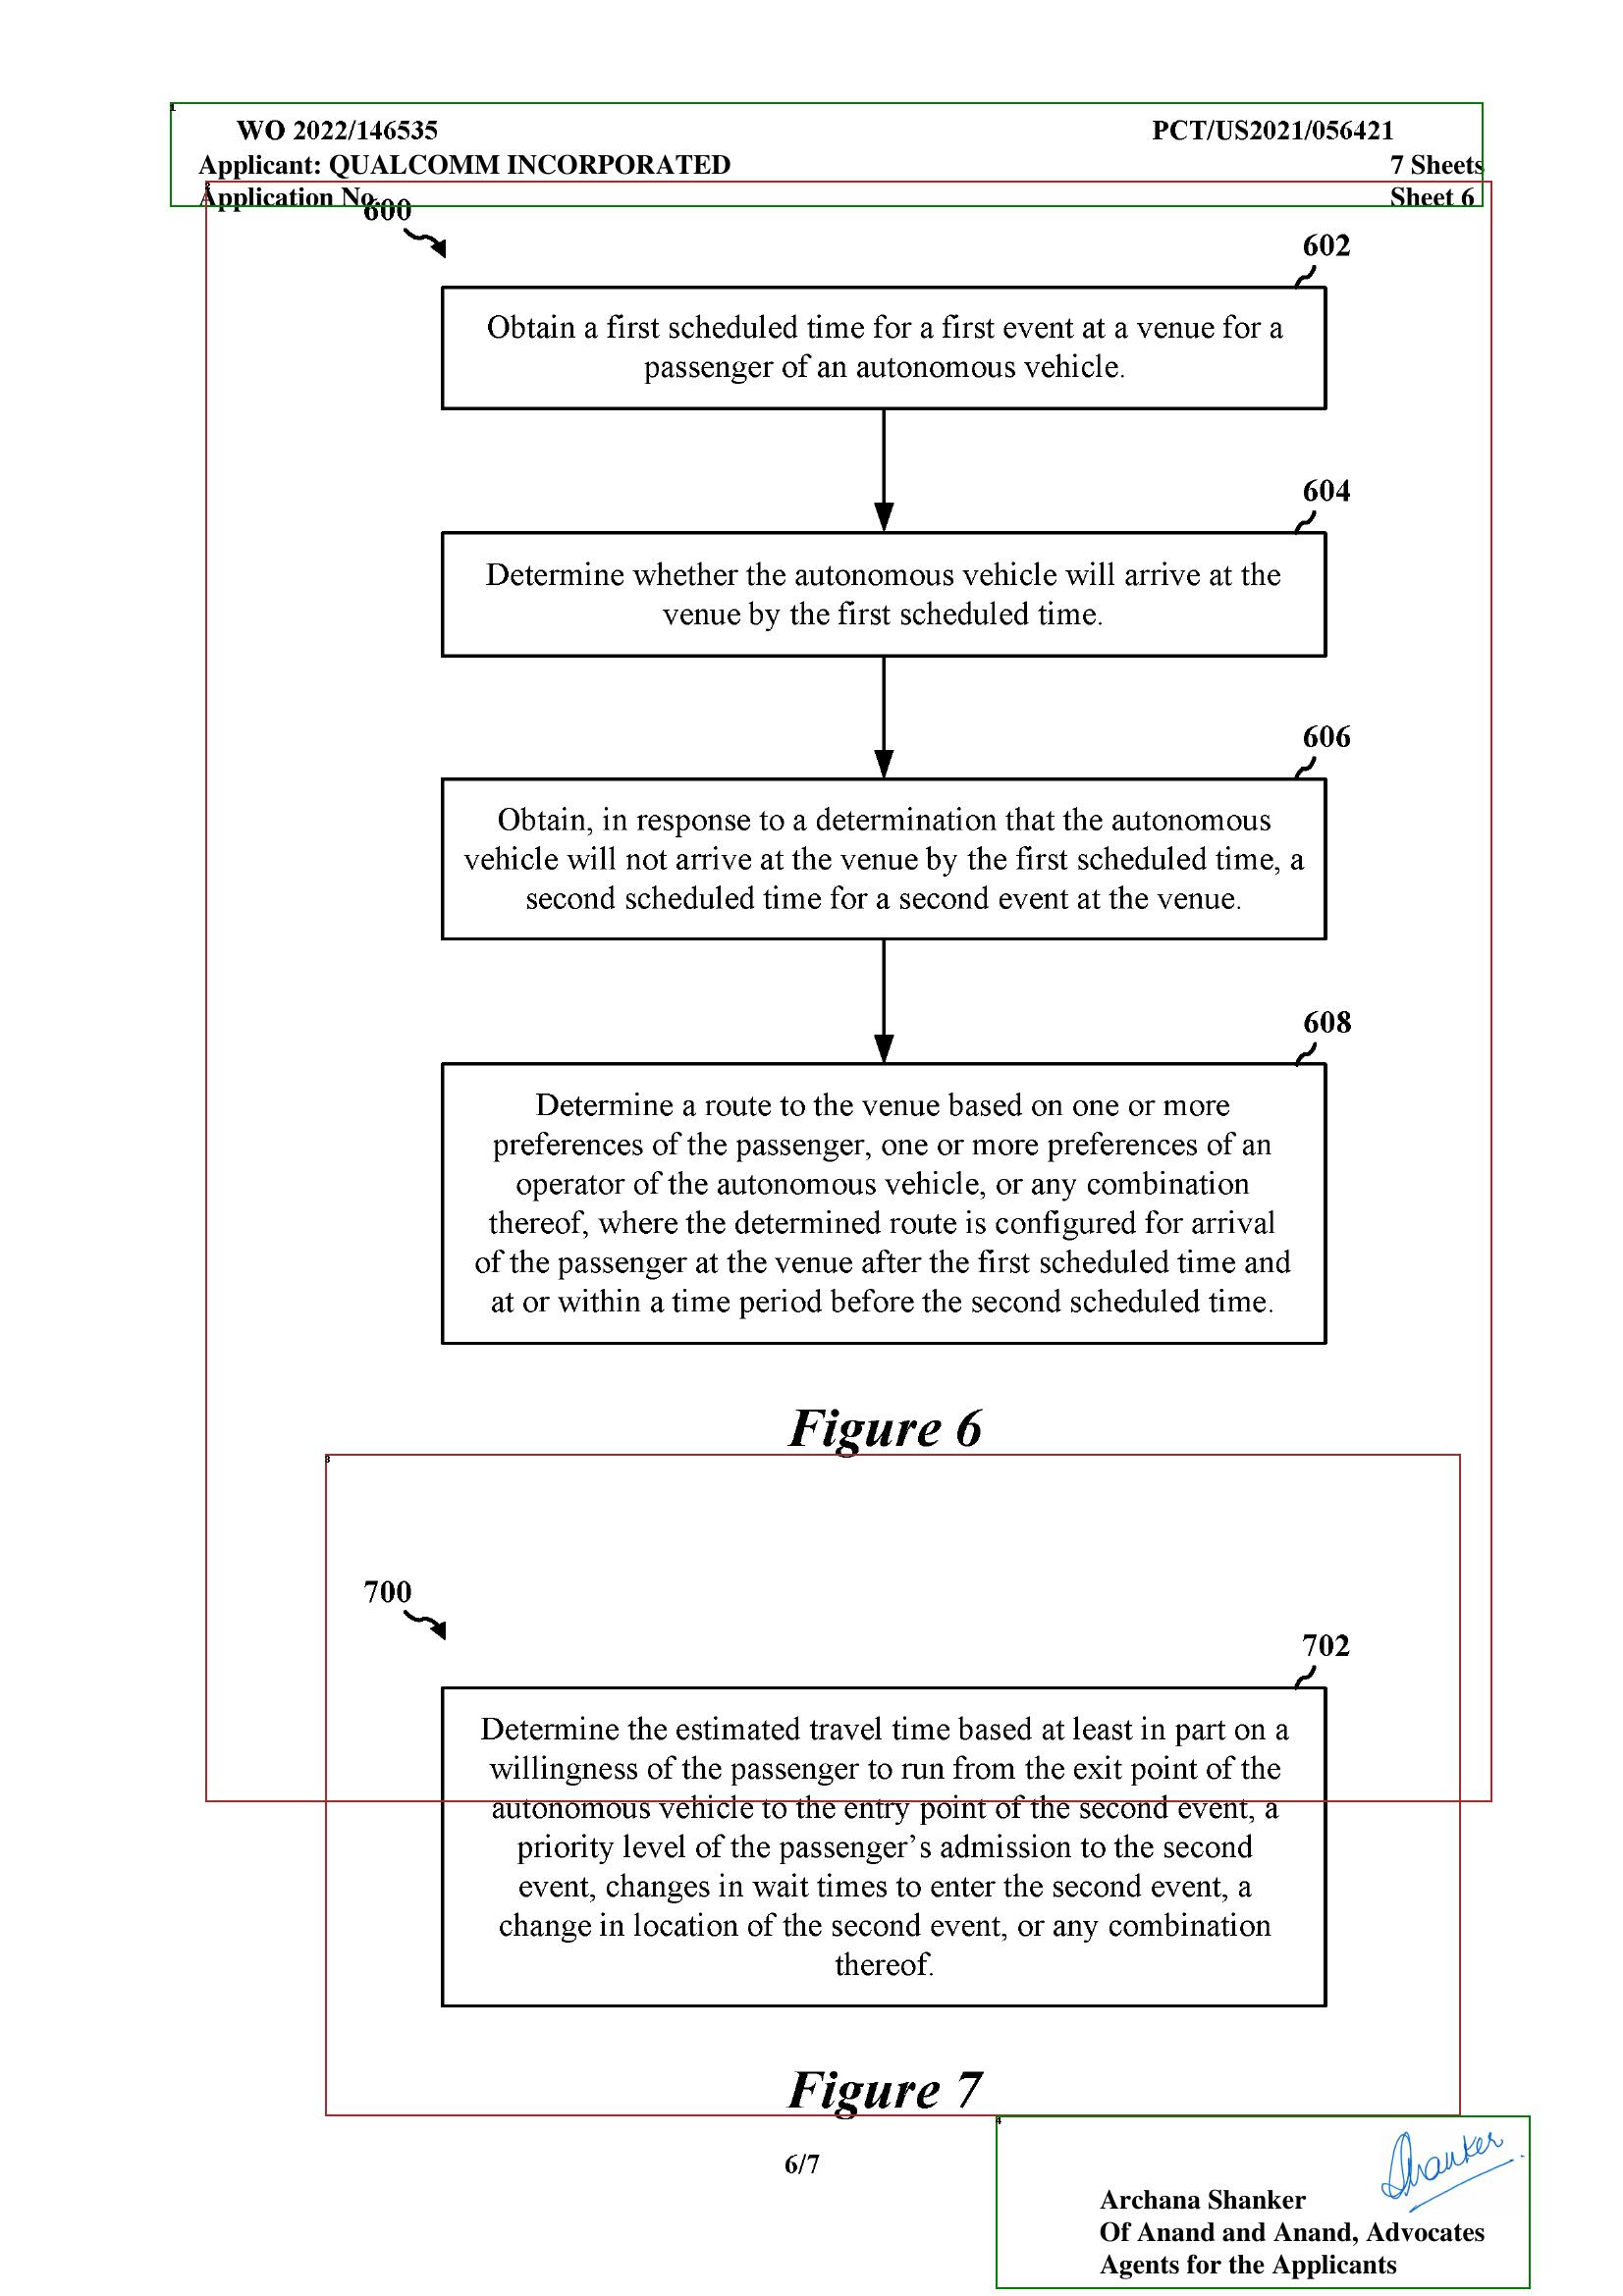 WO 2022/146535 PCT/US2021/056421
Applicant: QUALCOMM INCORPORATED 7 Sheets
Application No. Sheet 6
600
602
Obtain a first scheduled time for a first event at a venue for a
passenger of an autonomous vehicle.
604
Determine whether the autonomous vehicle will arrive at the
venue by the first scheduled time.
606
Obtain, in response to a determination that the autonomous
vehicle will not arrive at the venue by the first scheduled time, a
second scheduled time for a second event at the venue.
608
Determine a route to the venue based on one or more
preferences of the passenger, one or more preferences of an
operator of the autonomous vehicle, or any combination
thereof, where the determined route is configured for arrival
of the passenger at the venue after the first scheduled time and
at or within a time period before the second scheduled time.
Figure 6
700
702
Determine the estimated travel time based at least in part on a
willingness of the passenger to run from the exit point of the
autonomous vehicle to the entry point of the second event, a
priority level of the passenger’s admission to the second
event, changes in wait times to enter the second event, a
change in location of the second event, or any combination
thereof.
Figure 7
6/7
Shanker
Archana Shanker
Of Anand and Anand, Advocates
Agents for the Applicants